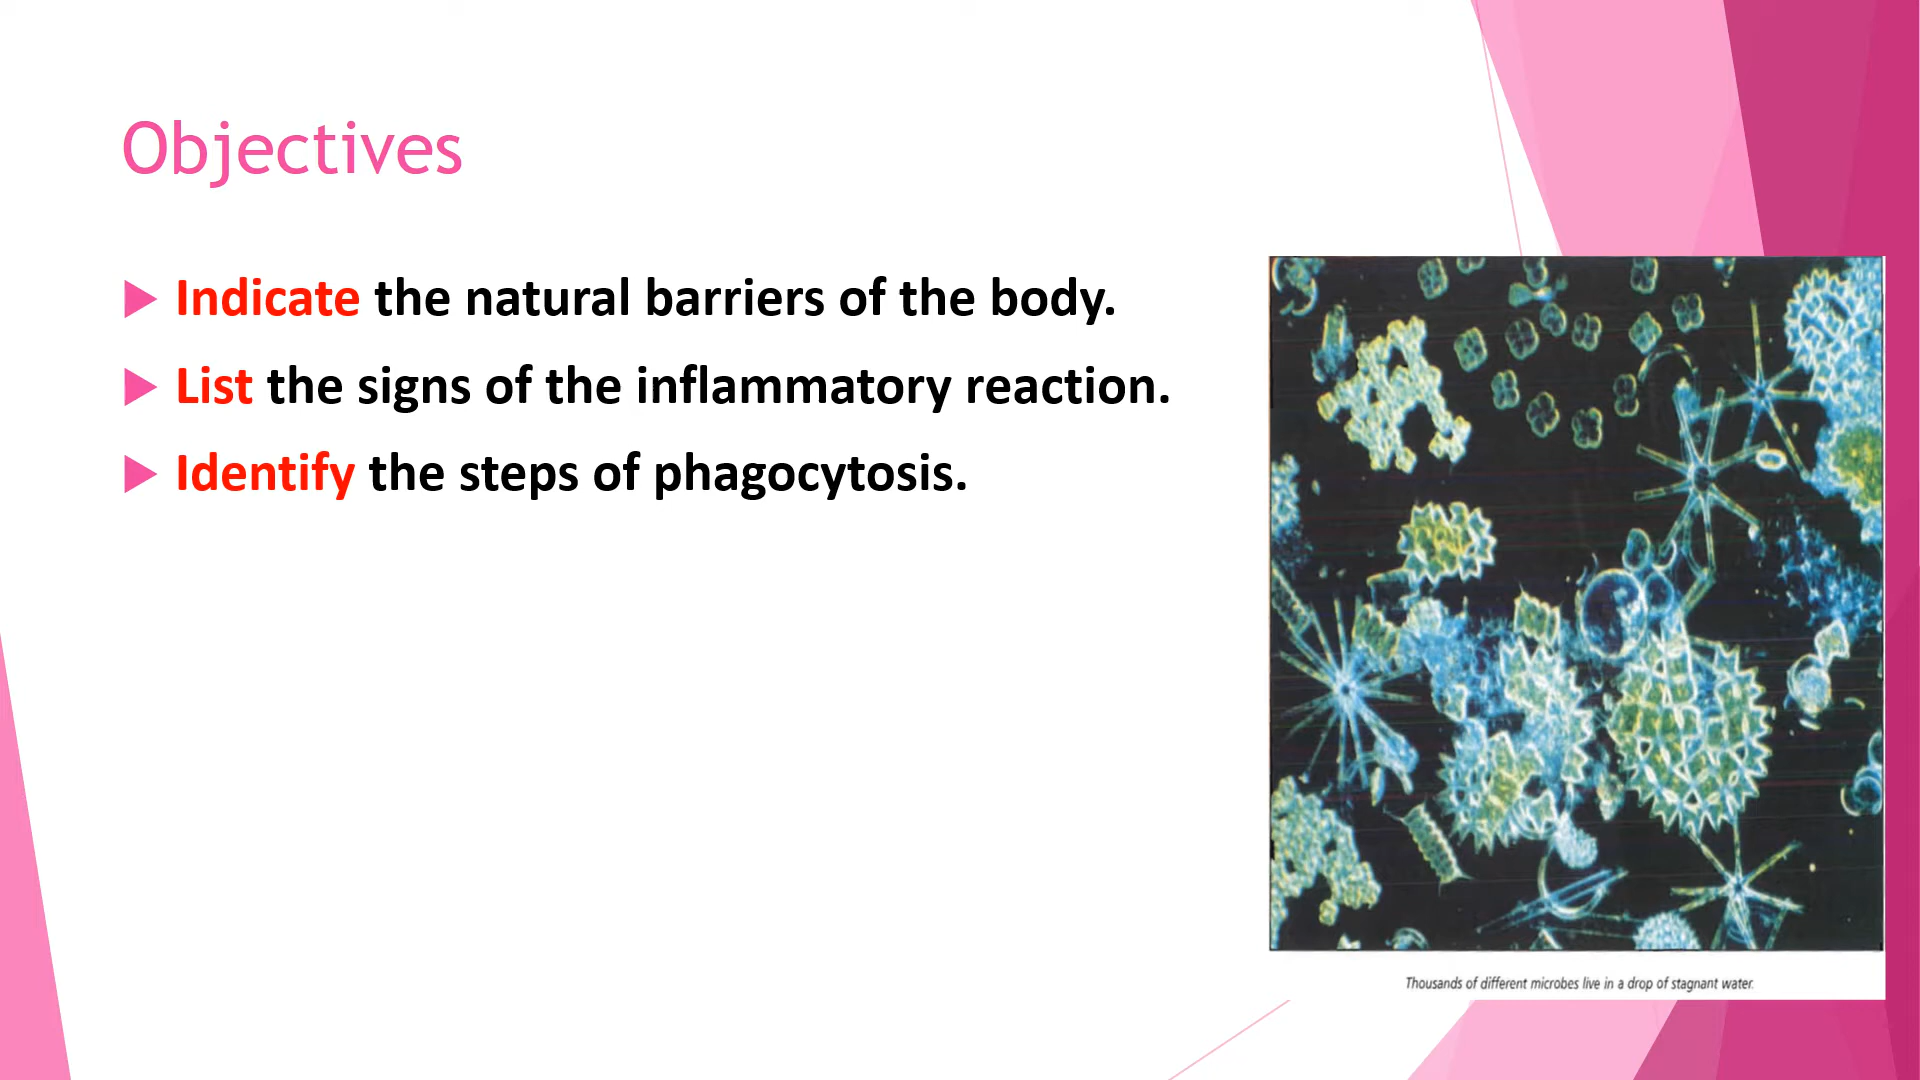 Objectives
Indicate the natural barriers of the body.
List the signs of the inflammatory reaction.
Identify the steps of phagocytosis.
Thousands of different microbes live in a drop of stagnant water.